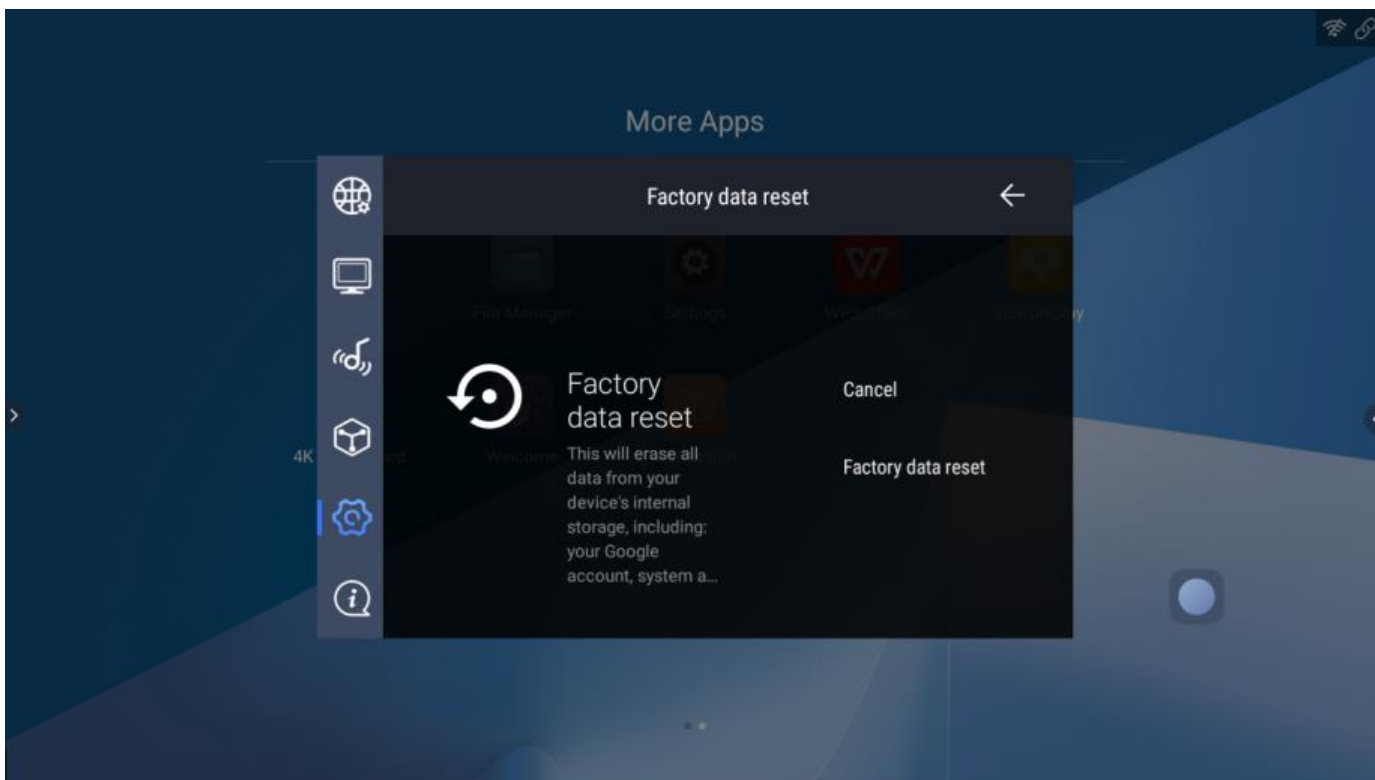 More Apps
Factory data reset
File Manager
Settings
ay
Factory
data reset
Cancel
4K
Welcome
This will erase all
data from your
device's internal
storage, including:
your Google
account, system a...
Factory data reset